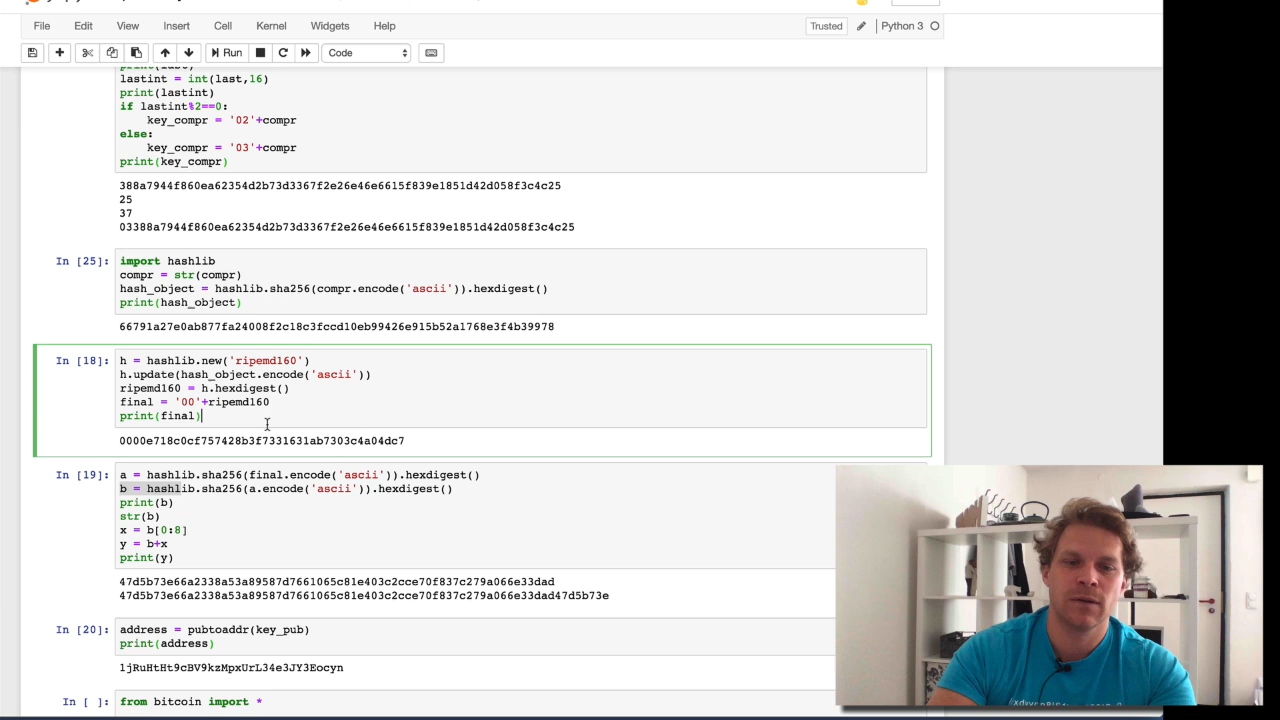 File Edit View Insert Cell Kernel Widgets Help Trusted Python 3
Run Code
lastint = int(last,16)
print(lastint)
if lastint%2==0:
key_compr = '02'+compr
else:
key_compr = '03'+compr
print(key_compr)
388a7944f860ea62354d2b73d3367f2e26e46e6615f839e1851d42d058f3c4c25
25
37
03388a7944f860ea62354d2b73d3367f2e26e46e6615f839e1851d42d058f3c4c25
In [25]: import hashlib
compr = str(compr)
hash_object = hashlib.sha256(compr.encode('ascii')).hexdigest()
print(hash_object)
66791a27e0ab877fa24008f2c18c3fccd10eb99426e915b52a1768e3f4b39978
In [18]: h = hashlib.new('ripemd160')
h.update(hash_object.encode('ascii'))
ripemd160 = h.hexdigest()
final = '00'+ripemd160
print(final)
0000e718c0cf757428b3f7331631ab7303c4a04dc7
In [19]: a = hashlib.sha256(final.encode('ascii')).hexdigest()
b = hashlib.sha256(a.encode('ascii')).hexdigest()
print(b)
str(b)
x = b[0:8]
y = b+x
print(y)
47d5b73e66a2338a53a89587d7661065c81e403c2cce70f837c279a066e33dad
47d5b73e66a2338a53a89587d7661065c81e403c2cce70f837c279a066e33dad47d5b73e
In [20]: address = pubtoaddr(key_pub)
print(address)
1jRuHtHt9cBV9kzMpxUrL34e3JY3Eocyn
In [ ]: from bitcoin import *